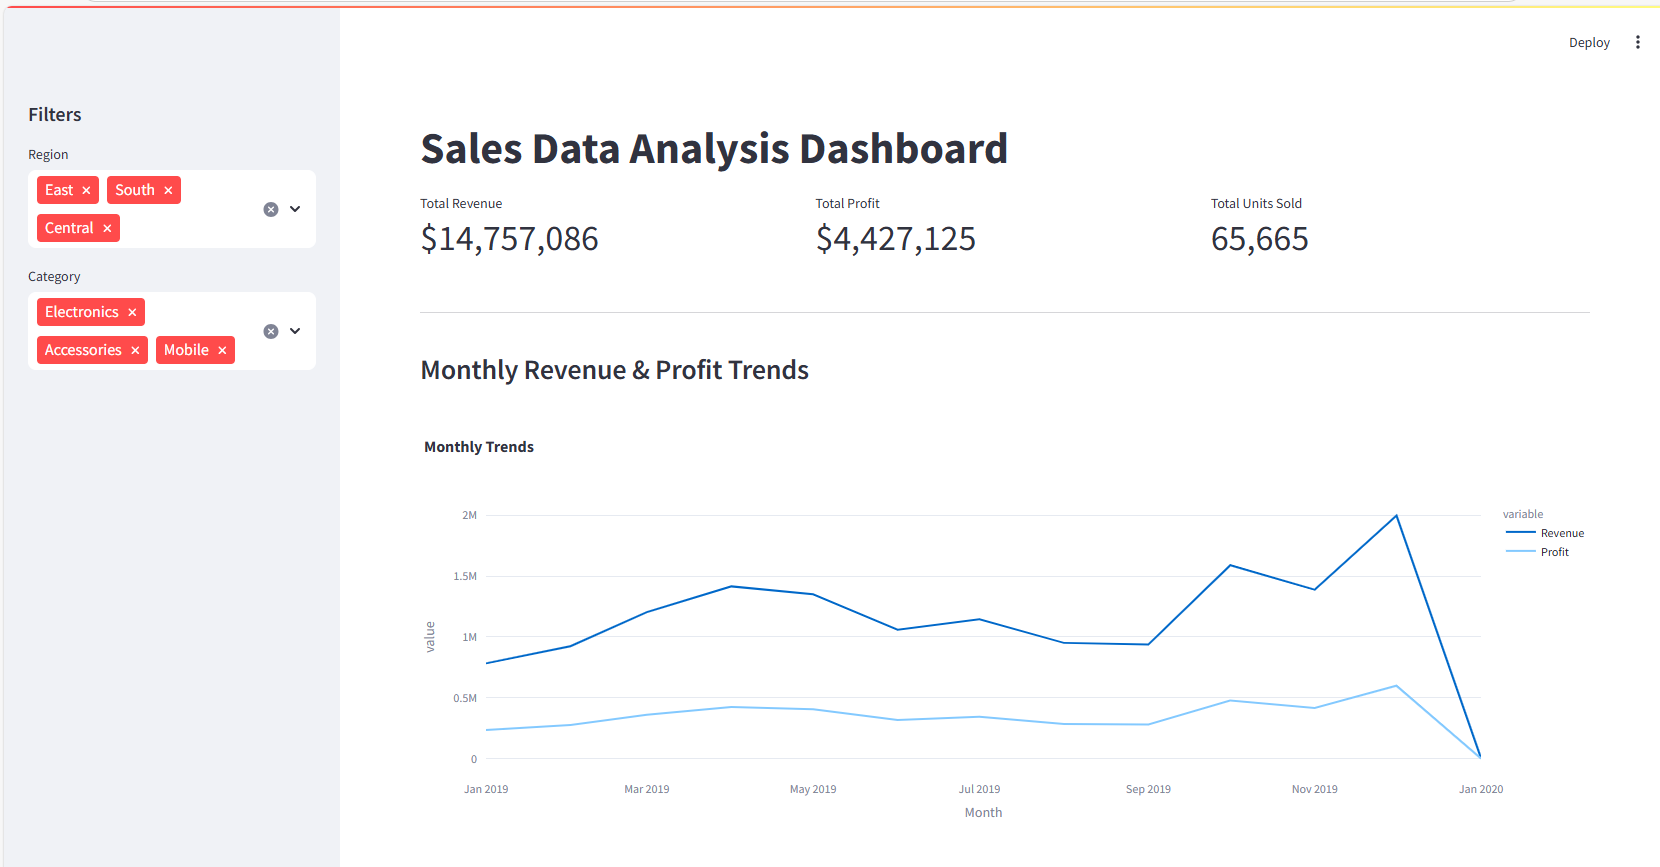 Deploy
Filters
Region
East × South ×
Central ×
Category
Electronics ×
Accessories × Mobile ×
Sales Data Analysis Dashboard
Total Revenue
$14,757,086
Total Profit
$4,427,125
Total Units Sold
65,665
Monthly Revenue & Profit Trends
Monthly Trends
2M
1.5M
1M
0.5M
0
value
Jan 2019 Mar 2019 May 2019 Jul 2019 Sep 2019 Nov 2019 Jan 2020
Month
variable
Revenue
Profit